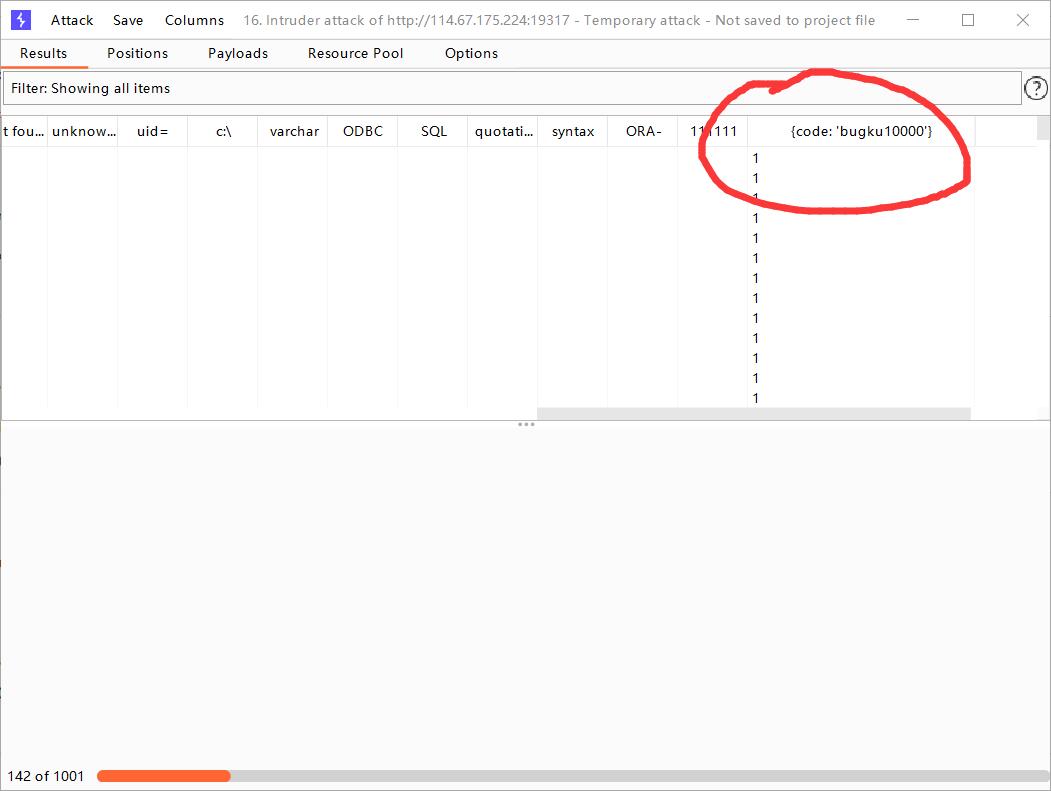 Attack Save Columns 16. Intruder attack of http://114.67.175.224:19317 - Temporary attack - Not saved to project file
Results Positions Payloads Resource Pool Options
Filter: Showing all items ?
t fou... unknow... uid= c:\ varchar ODBC SQL quotati... syntax ORA- 111111 {code: 'bugku10000'}
1
1
1
1
1
1
1
1
1
1
1
1
1
142 of 1001